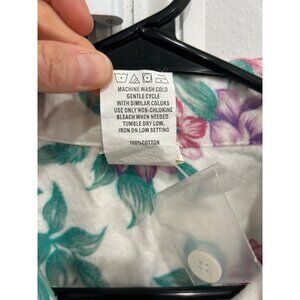 MACHINE WASH COLD
GENTLE CYCLE
WITH SIMILAR COLORS
USE ONLY NON-CHLORINE
BLEACH WHEN NEEDED.
TUMBLE DRY LOW,
IRON ON LOW SETTING
100%COTTON